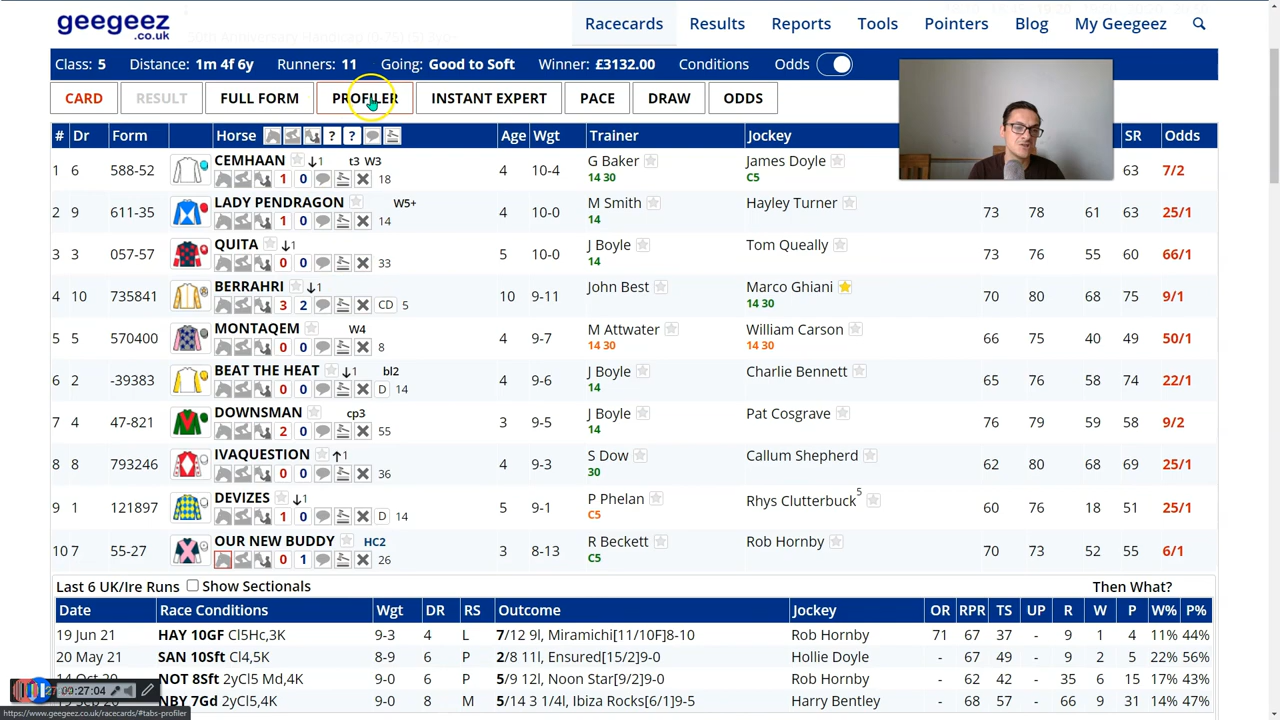 geegeez
.co.uk
Racecards Results Reports Tools Pointers Blog My Geegeez
Class: 5 Distance: 1m 4f 6y Runners: 11 Going: Good to Soft Winner: £3132.00 Conditions Odds
CARD RESULT FULL FORM PROFILER INSTANT EXPERT PACE DRAW ODDS
# Dr Form Horse ? ? Age Wgt Trainer Jockey SR Odds
1 6 588-52 CEMHAAN ↓1 t3 W3 4 10-4 G Baker James Doyle 63 7/2
1 0 18 14 30 C5
2 9 611-35 LADY PENDRAGON W5+ 4 10-0 M Smith Hayley Turner 73 78 61 63 25/1
1 0 14 14
3 3 057-57 QUITA ↓1 5 10-0 J Boyle Tom Queally 73 76 55 60 66/1
0 0 33 14
4 10 735841 BERRAHRI ↓1 10 9-11 John Best Marco Ghiani 70 80 68 75 9/1
3 2 CD 5 14 30
5 5 570400 MONTAQEM W4 4 9-7 M Attwater William Carson 66 75 40 49 50/1
0 0 8 14 30 14 30
6 2 -39383 BEAT THE HEAT ↓1 bl2 4 9-6 J Boyle Charlie Bennett 65 76 58 74 22/1
0 0 D 14 14
7 4 47-821 DOWNSMAN cp3 3 9-5 J Boyle Pat Cosgrave 76 79 59 58 9/2
2 0 55 14
8 8 793246 IVAQUESTION ↑1 4 9-3 S Dow Callum Shepherd 62 80 68 69 25/1
0 0 36 30
9 1 121897 DEVIZES ↓1 5 9-1 P Phelan Rhys Clutterbuck5 60 76 18 51 25/1
1 0 D 14 C5
10 7 55-27 OUR NEW BUDDY HC2 3 8-13 R Beckett Rob Hornby 70 73 52 55 6/1
0 1 26 C5
Last 6 UK/Ire Runs Show Sectionals Then What?
Date Race Conditions Wgt DR RS Outcome Jockey OR RPR TS UP R W P W% P%
19 Jun 21 HAY 10GF Cl5Hc,3K 9-3 4 L 7/12 9l, Miramichi[11/10F]8-10 Rob Hornby 71 67 37 - 9 1 4 11% 44%
20 May 21 SAN 10Sft Cl4,5K 8-9 6 P 2/8 11l, Ensured[15/2]9-0 Hollie Doyle - 67 49 - 9 2 5 22% 56%
NOT 8Sft 2yCl5 Md,4K 9-0 6 P 5/9 12l, Noon Star[9/2]9-0 Rob Hornby - 62 42 - 35 6 15 17% 43%
NBY 7Gd 2yCl5,4K 9-0 8 M 5/14 3 1/4l, Ibiza Rocks[6/1]9-5 Harry Bentley - 68 57 - 66 9 31 14% 47%
00:27:04
https://www.geegeez.co.uk/racecards/#tabs-profiler